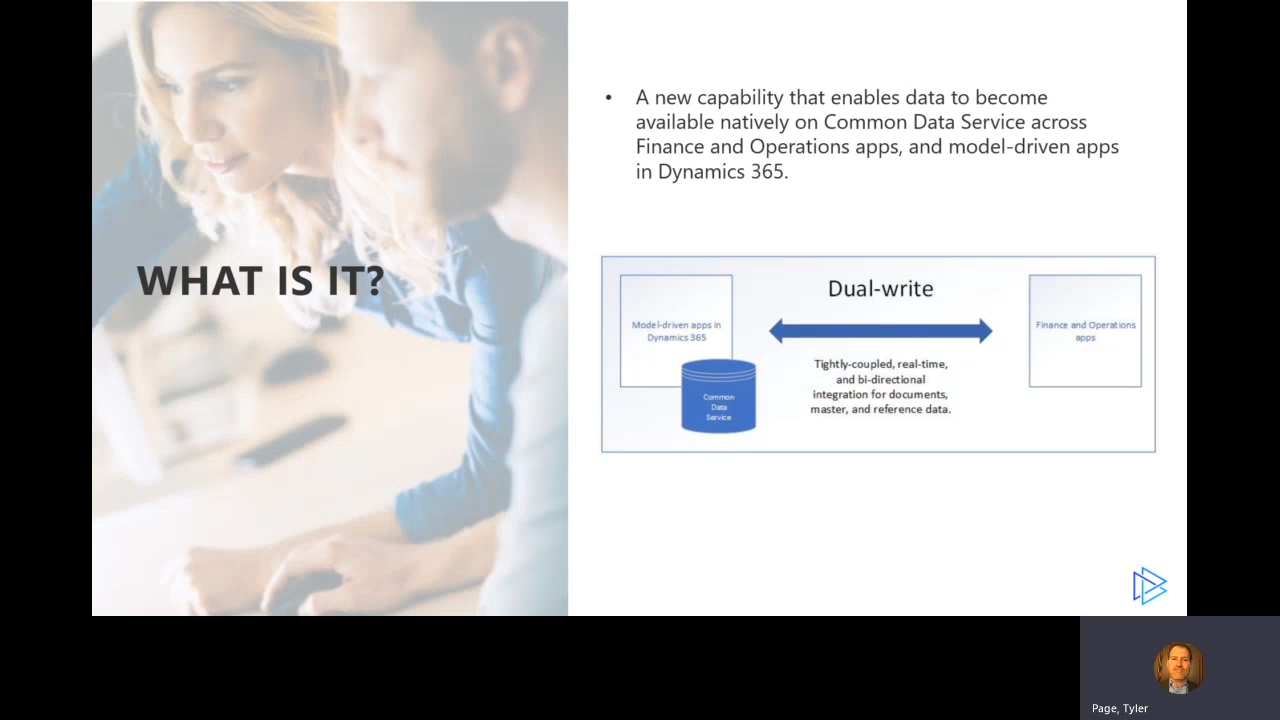 WHAT IS IT?
• A new capability that enables data to become
available natively on Common Data Service across
Finance and Operations apps, and model-driven apps
in Dynamics 365.
Dual-write
Model-driven apps in
Dynamics 365
Common
Data
Service
Tightly-coupled, real-time,
and bi-directional
integration for documents,
master, and reference data.
Finance and Operations
apps
Page, Tyler